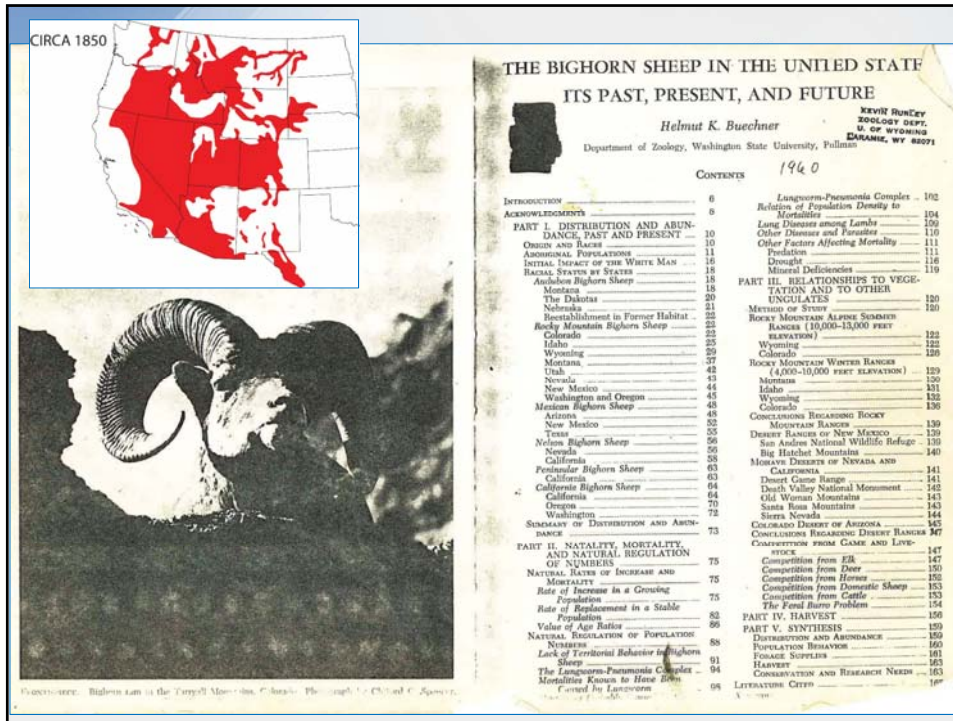 CIRCA 1850
THE BIGHORN SHEEP IN THE UNITED STATE
ITS PAST, PRESENT, AND FUTURE
Helmut K. Buechner
Department of Zoology, Washington State University, Pullman
KEVIN HURLEY
ZOOLOGY DEPT.
U. OF WYOMING
LARAMIE, WY 82071
1960
CONTENTS
INTRODUCTION 6
ACKNOWLEDGMENTS 8
PART I. DISTRIBUTION AND ABUN-
DANCE, PAST AND PRESENT 10
ORIGIN AND RACES 10
ABORIGINAL POPULATIONS 11
INITIAL IMPACT OF THE WHITE MAN 16
RACIAL STATUS BY STATES 18
Audubon Bighorn Sheep 18
Montana 18
The Dakotas 20
Nebraska 21
Reestablishment in Former Habitat 22
Rocky Mountain Bighorn Sheep 22
Colorado 22
Idaho 25
Wyoming 29
Montana 37
Utah 42
Nevada 43
New Mexico 44
Washington and Oregon 45
Mexican Bighorn Sheep 48
Arizona 48
New Mexico 52
Texas 55
Nelson Bighorn Sheep 56
Nevada 56
California 58
Peninsular Bighorn Sheep 63
California 63
California Bighorn Sheep 64
California 64
Oregon 70
Washington 72
SUMMARY OF DISTRIBUTION AND ABUN-
DANCE 73
PART II. NATALITY, MORTALITY,
AND NATURAL REGULATION
OF NUMBERS 75
NATURAL RATES OF INCREASE AND
MORTALITY 75
Rate of Increase in a Growing
Population 75
Rate of Replacement in a Stable
Population 82
Value of Age Ratios 86
NATURAL REGULATION OF POPULATION
NUMBERS 88
Lack of Territorial Behavior in Bighorn
Sheep 91
The Lungworm-Pneumonia Complex 94
Mortalities Known to Have Been
Caused by Lungworm 98
Lungworm-Pneumonia Complex 102
Relation of Population Density to
Mortalities 104
Lung Diseases among Lambs 109
Other Diseases and Parasites 110
Other Factors Affecting Mortality 111
Predation 111
Drought 116
Mineral Deficiencies 119
PART III. RELATIONSHIPS TO VEGE-
TATION AND TO OTHER
UNGULATES 120
METHOD OF STUDY 120
ROCKY MOUNTAIN ALPINE SUMMER
RANGES (10,000–13,000 FEET
ELEVATION) 122
Wyoming 122
Colorado 126
ROCKY MOUNTAIN WINTER RANGES
(4,000–10,000 FEET ELEVATION) 129
Montana 130
Idaho 131
Wyoming 132
Colorado 136
CONCLUSIONS REGARDING ROCKY
MOUNTAIN RANGES 139
DESERT RANGES OF NEW MEXICO 139
San Andres National Wildlife Refuge 139
Big Hatchet Mountains 140
MOHAVE DESERTS OF NEVADA AND
CALIFORNIA 141
Desert Game Range 141
Death Valley National Monument 142
Old Woman Mountains 143
Santa Rosa Mountains 143
Sierra Nevada 144
COLORADO DESERT OF ARIZONA 145
CONCLUSIONS REGARDING DESERT RANGES 147
COMPETITION FROM GAME AND LIVE-
STOCK 147
Competition from Elk 147
Competition from Deer 150
Competition from Horses 152
Competition from Domestic Sheep 153
Competition from Cattle 153
The Feral Burro Problem 154
PART IV. HARVEST 156
PART V. SYNTHESIS 159
DISTRIBUTION AND ABUNDANCE 159
POPULATION BEHAVIOR 160
FORAGE SUPPLIES 161
HARVEST 163
CONSERVATION AND RESEARCH NEEDS 163
LITERATURE CITED
FRONTISPIECE. Bighorn ram in the Tarryall Mountains, Colorado. Photograph by Clifford C. Spencer.